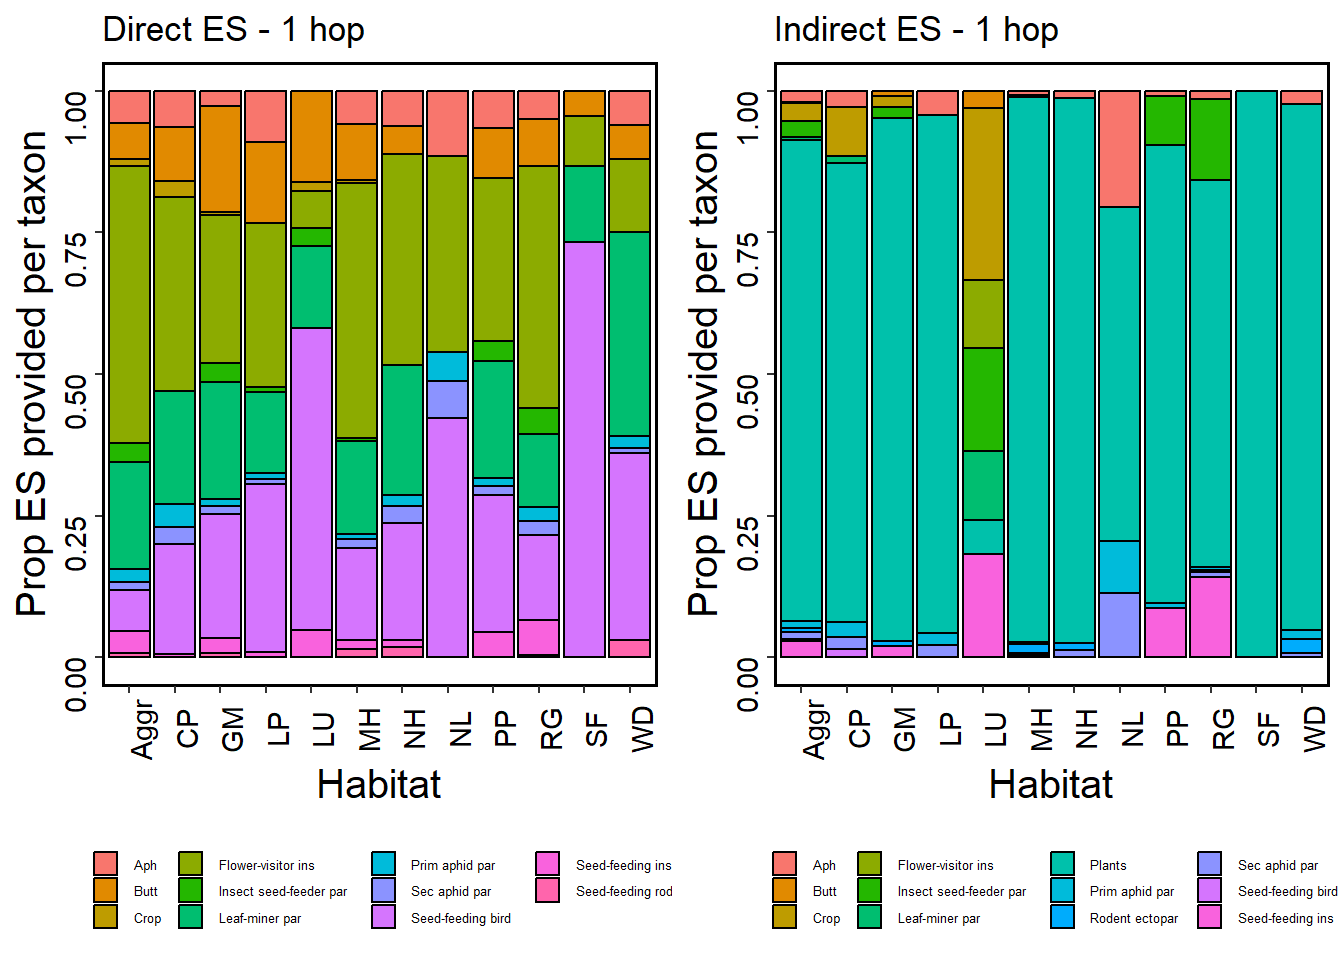 Direct ES - 1 hop
Prop ES provided per taxon
1.00
0.75
0.50
0.25
0.00
Aggr CP GM LP LU MH NH NL PP RG SF WD
Habitat
Aph Flower-visitor ins Prim aphid par Seed-feeding ins
Butt Insect seed-feeder par Sec aphid par Seed-feeding rod
Crop Leaf-miner par Seed-feeding bird
Indirect ES - 1 hop
Prop ES provided per taxon
1.00
0.75
0.50
0.25
0.00
Aggr CP GM LP LU MH NH NL PP RG SF WD
Habitat
Aph Flower-visitor ins Plants Sec aphid par
Butt Insect seed-feeder par Prim aphid par Seed-feeding bird
Crop Leaf-miner par Rodent ectopar Seed-feeding ins